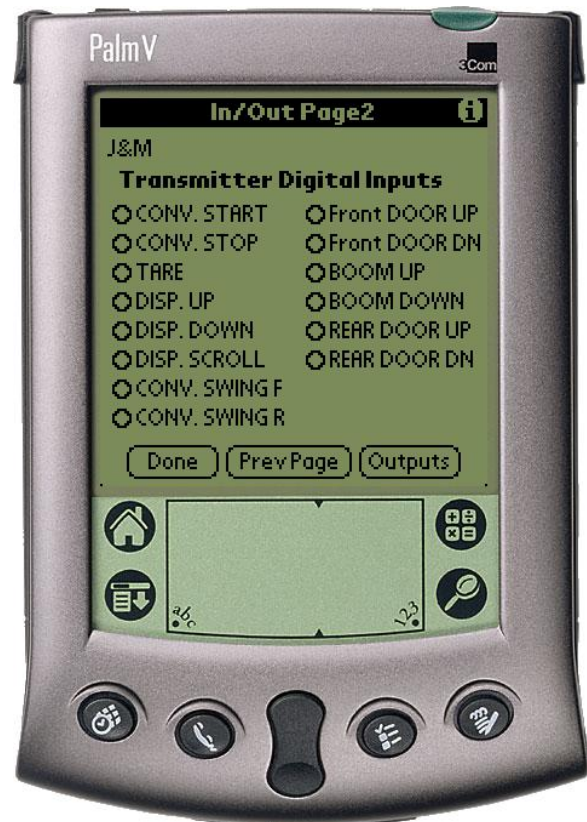 PalmV
3Com
In/Out Page2
i
J&M
Transmitter Digital Inputs
CONV. START
CONV. STOP
TARE
DISP. UP
DISP. DOWN
DISP. SCROLL
CONV. SWING F
CONV. SWING R
Front DOOR UP
Front DOOR DN
BOOM UP
BOOM DOWN
REAR DOOR UP
REAR DOOR DN
Done
Prev Page
Outputs
abc
123